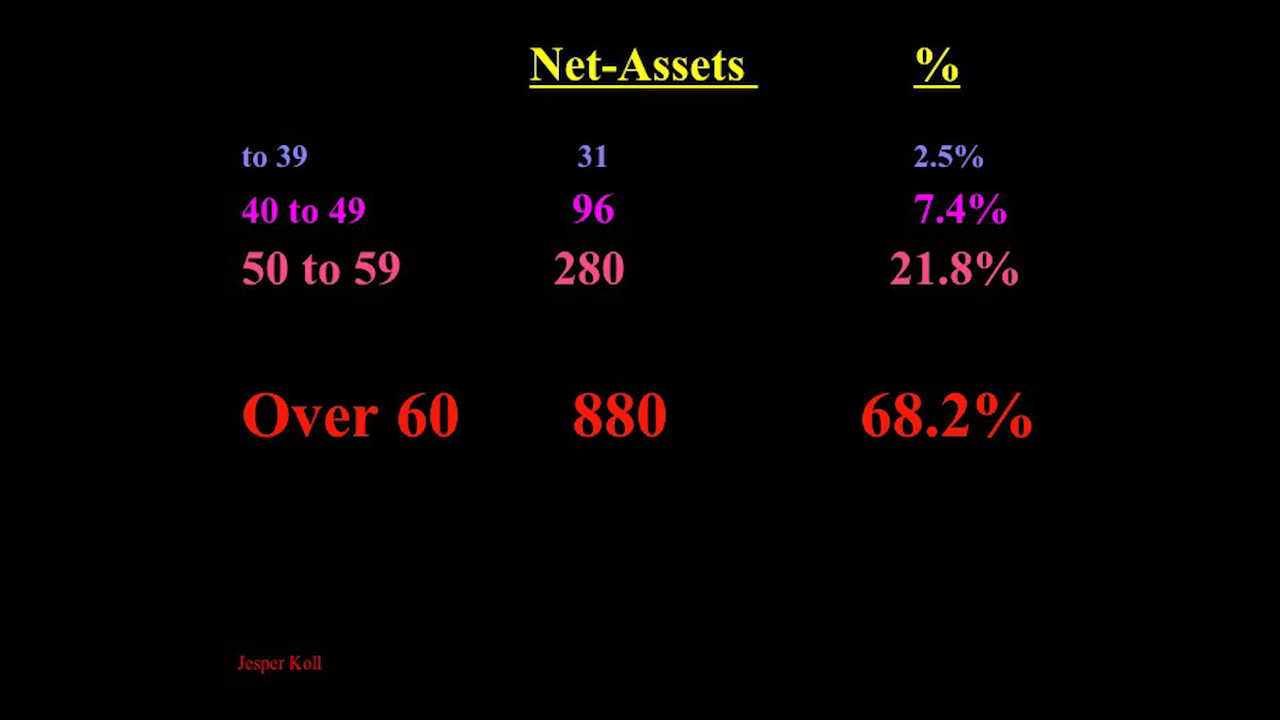 Net-Assets %
to 39 31 2.5%
40 to 49 96 7.4%
50 to 59 280 21.8%
Over 60 880 68.2%
Jesper Koll